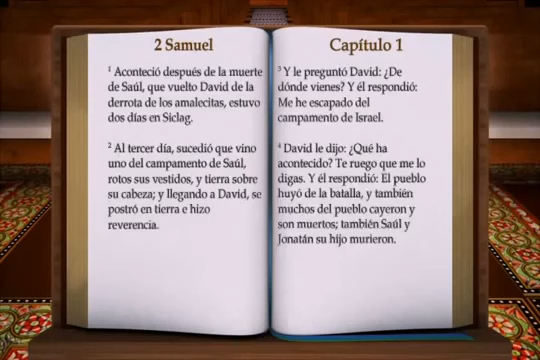 2 Samuel
¹ Aconteció después de la muerte
de Saúl, que vuelto David de la
derrota de los amalecitas, estuvo
dos días en Siclag.
² Al tercer día, sucedió que vino
uno del campamento de Saúl,
rotos sus vestidos, y tierra sobre
su cabeza; y llegando a David, se
postró en tierra e hizo
reverencia.
Capítulo 1
³ Y le preguntó David: ¿De
dónde vienes? Y él respondió:
Me he escapado del
campamento de Israel.
⁴ David le dijo: ¿Qué ha
acontecido? Te ruego que me lo
digas. Y él respondió: El pueblo
huyó de la batalla, y también
muchos del pueblo cayeron y
son muertos; también Saúl y
Jonatán su hijo murieron.